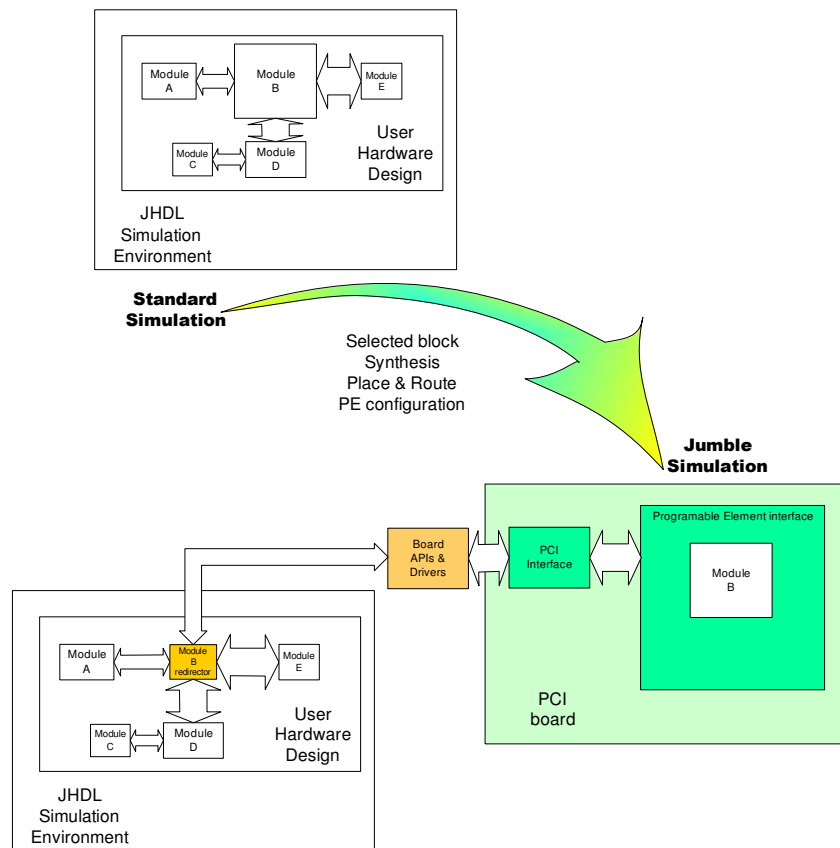 Module
A
Module
B
Module
E
Module
C
Module
D
User
Hardware
Design
JHDL
Simulation
Environment
Standard
Simulation
Selected block
Synthesis
Place & Route
PE configuration
Jumble
Simulation
Programable Element interface
Board
APIs &
Drivers
PCI
Interface
Module
B
PCI
board
Module
A
Module
B
redirector
Module
E
Module
C
Module
D
User
Hardware
Design
JHDL
Simulation
Environment